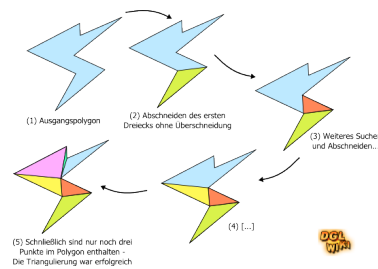 (1) Ausgangspolygon
(2) Abschneiden des ersten
Dreiecks ohne Überschneidung
(3) Weiteres Suche
und Abschneiden..
(4) [...]
(5) Schnließlich sind nur noch drei
Punkte im Polygon enthalten -
Die Triangulierung war erfolgreich
DGL
WIKI